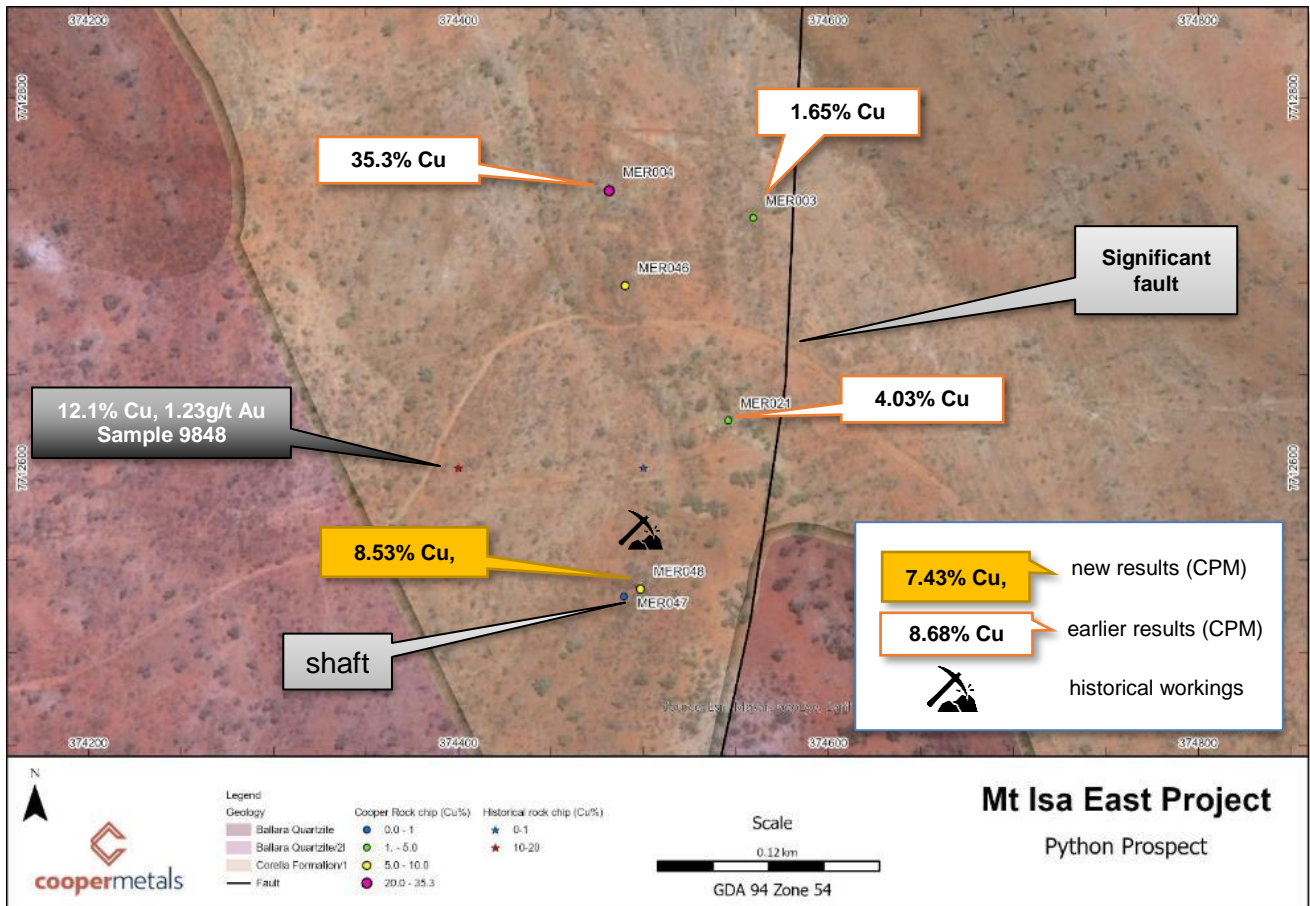 374200
374400
374600
374800
7712800
7712800
1.65% Cu
35.3% Cu
MER004
MER003
MER046
Significant
fault
12.1% Cu, 1.23g/t Au
Sample 9848
MER021
4.03% Cu
7712600
7712600
8.53% Cu,
MER048
MER047
shaft
7.43% Cu,
new results (CPM)
8.68% Cu
earlier results (CPM)
historical workings
374200
374400
374600
374800
N
coopermetals
Legend
Geology
Ballara Quartzite
Ballara Quartzite/2
Corella Formation/1
Fault
Cooper Rock chip (Cu%)
0.0 - 1
1. - 5.0
5.0 - 10.0
20.0 - 35.3
Historical rock chip (Cu%)
0-1
10-20
Scale
0.12 km
GDA 94 Zone 54
Mt Isa East Project
Python Prospect